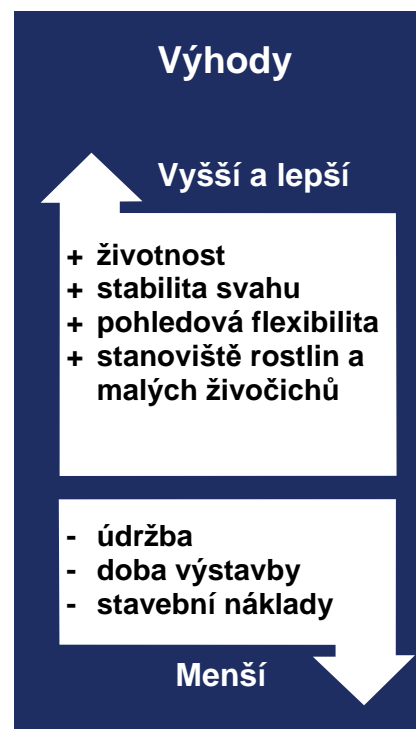 Výhody
Vyšší a lepší
+ životnost
+ stabilita svahu
+ pohledová flexibilita
+ stanoviště rostlin a
malých živočichů
- údržba
- doba výstavby
- stavební náklady
Menší